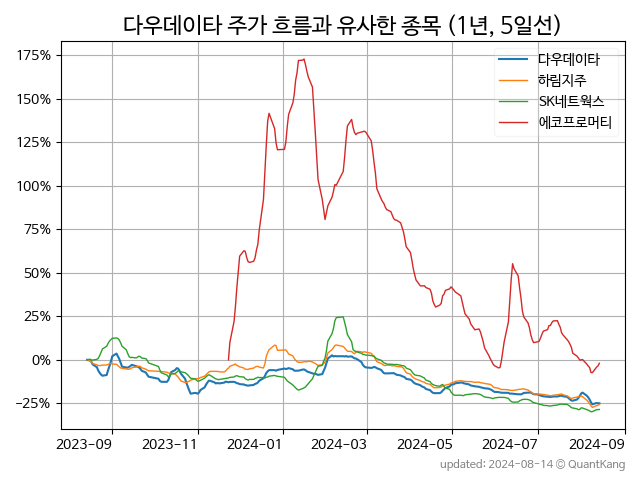 다우데이타 주가 흐름과 유사한 종목 (1년, 5일선)
다우데이타
하림지주
SK네트웍스
에코프로머티
175%
150%
125%
100%
75%
50%
25%
0%
−25%
2023-09 2023-11 2024-01 2024-03 2024-05 2024-07 2024-09
updated: 2024-08-14 @ QuantKang